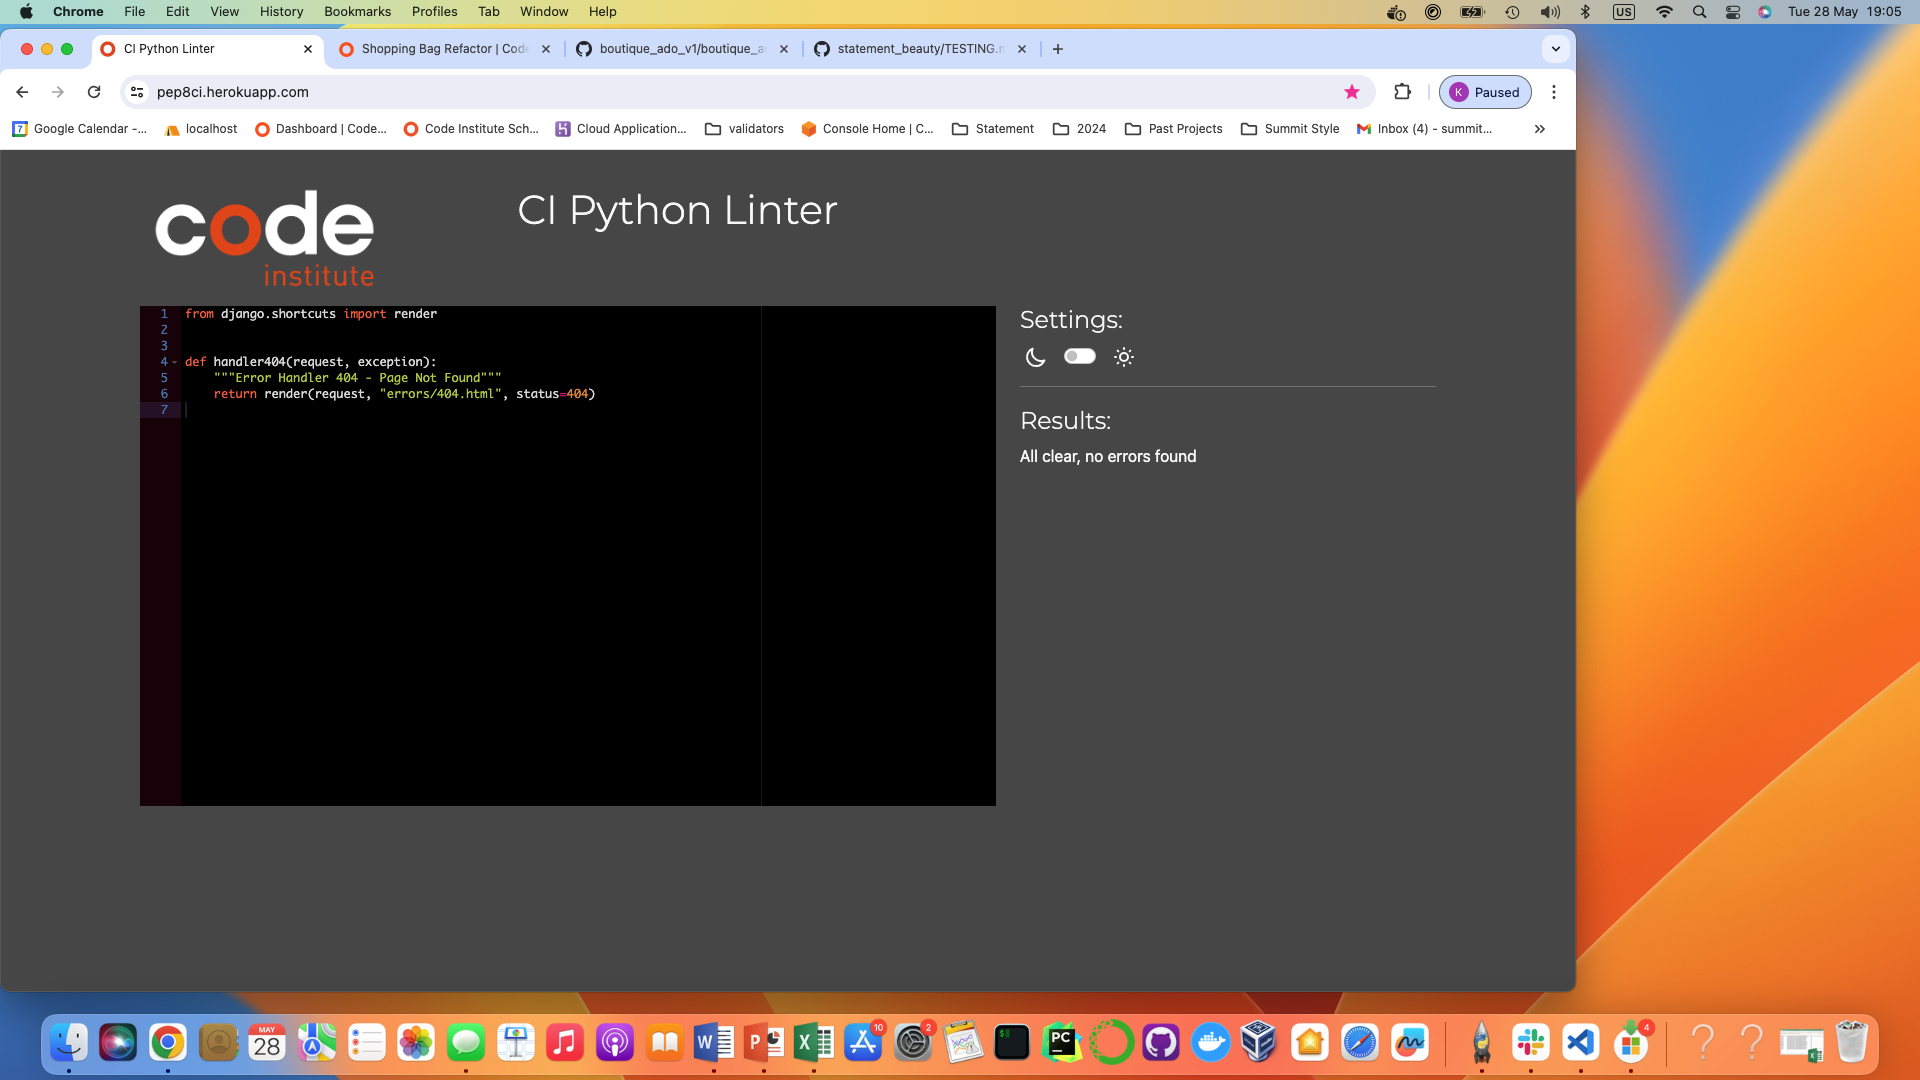 Chrome File Edit View History Bookmarks Profiles Tab Window Help US Tue 28 May 19:05
CI Python Linter Shopping Bag Refactor | Code boutique_ado_v1/boutique_a statement_beauty/TESTING.m
pep8ci.herokuapp.com K Paused
7 Google Calendar -... localhost Dashboard | Code... Code Institute Sch... Cloud Application... validators Console Home | C... Statement 2024 Past Projects Summit Style Inbox (4) - summit... »
code
institute
CI Python Linter
1 from django.shortcuts import render
2
3
4 def handler404(request, exception):
5 """Error Handler 404 - Page Not Found"""
6 return render(request, "errors/404.html", status=404)
7
Settings:
Results:
All clear, no errors found
MAY
28
W P X 10 2 $ PC 4